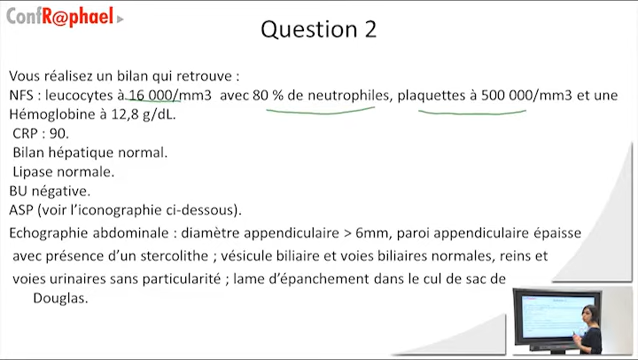 ConfR@phael
Question 2
Vous réalisez un bilan qui retrouve :
NFS : leucocytes à 16 000/mm3 avec 80 % de neutrophiles, plaquettes à 500 000/mm3 et une
Hémoglobine à 12,8 g/dL.
CRP : 90.
Bilan hépatique normal.
Lipase normale.
BU négative.
ASP (voir l'iconographie ci-dessous).
Echographie abdominale : diamètre appendiculaire > 6mm, paroi appendiculaire épaisse
avec présence d'un stercolithe ; vésicule biliaire et voies biliaires normales, reins et
voies urinaires sans particularité ; lame d'épanchement dans le cul de sac de
Douglas.